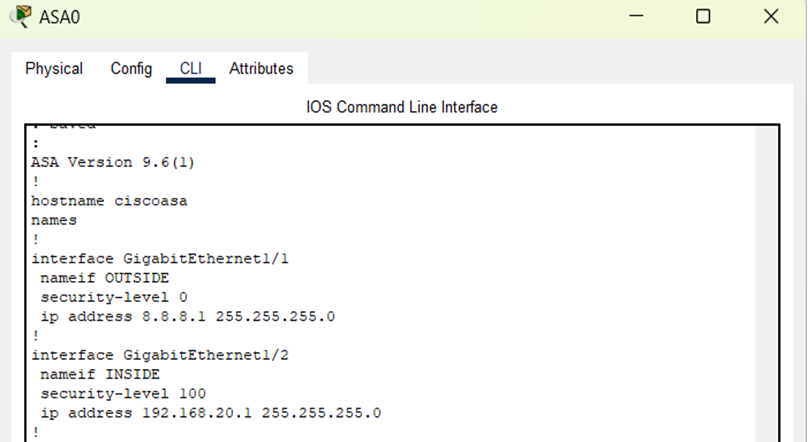 ASA0
Physical Config CLI Attributes
IOS Command Line Interface
:
ASA Version 9.6(1)
!
hostname ciscoasa
names
!
interface GigabitEthernet1/1
nameif OUTSIDE
security-level 0
ip address 8.8.8.1 255.255.255.0
!
interface GigabitEthernet1/2
nameif INSIDE
security-level 100
ip address 192.168.20.1 255.255.255.0
!